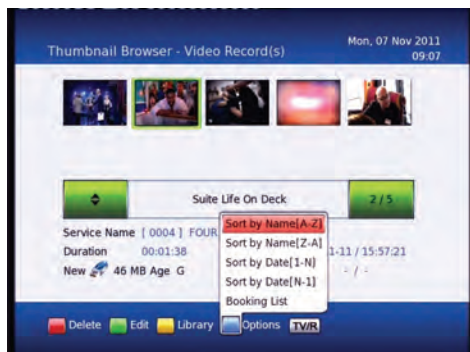 Thumbnail Browser - Video Record(s)
Mon, 07 Nov 2011
09:07
Suite Life On Deck
2 / 5
Service Name [ 0004 ] FOUR
Duration 00:01:38
-11 / 15:57:21
New 46 MB Age G
- / -
Sort by Name[A-Z]
Sort by Name[Z-A]
Sort by Date[1-N]
Sort by Date[N-1]
Booking List
Delete Edit Library Options TV/R